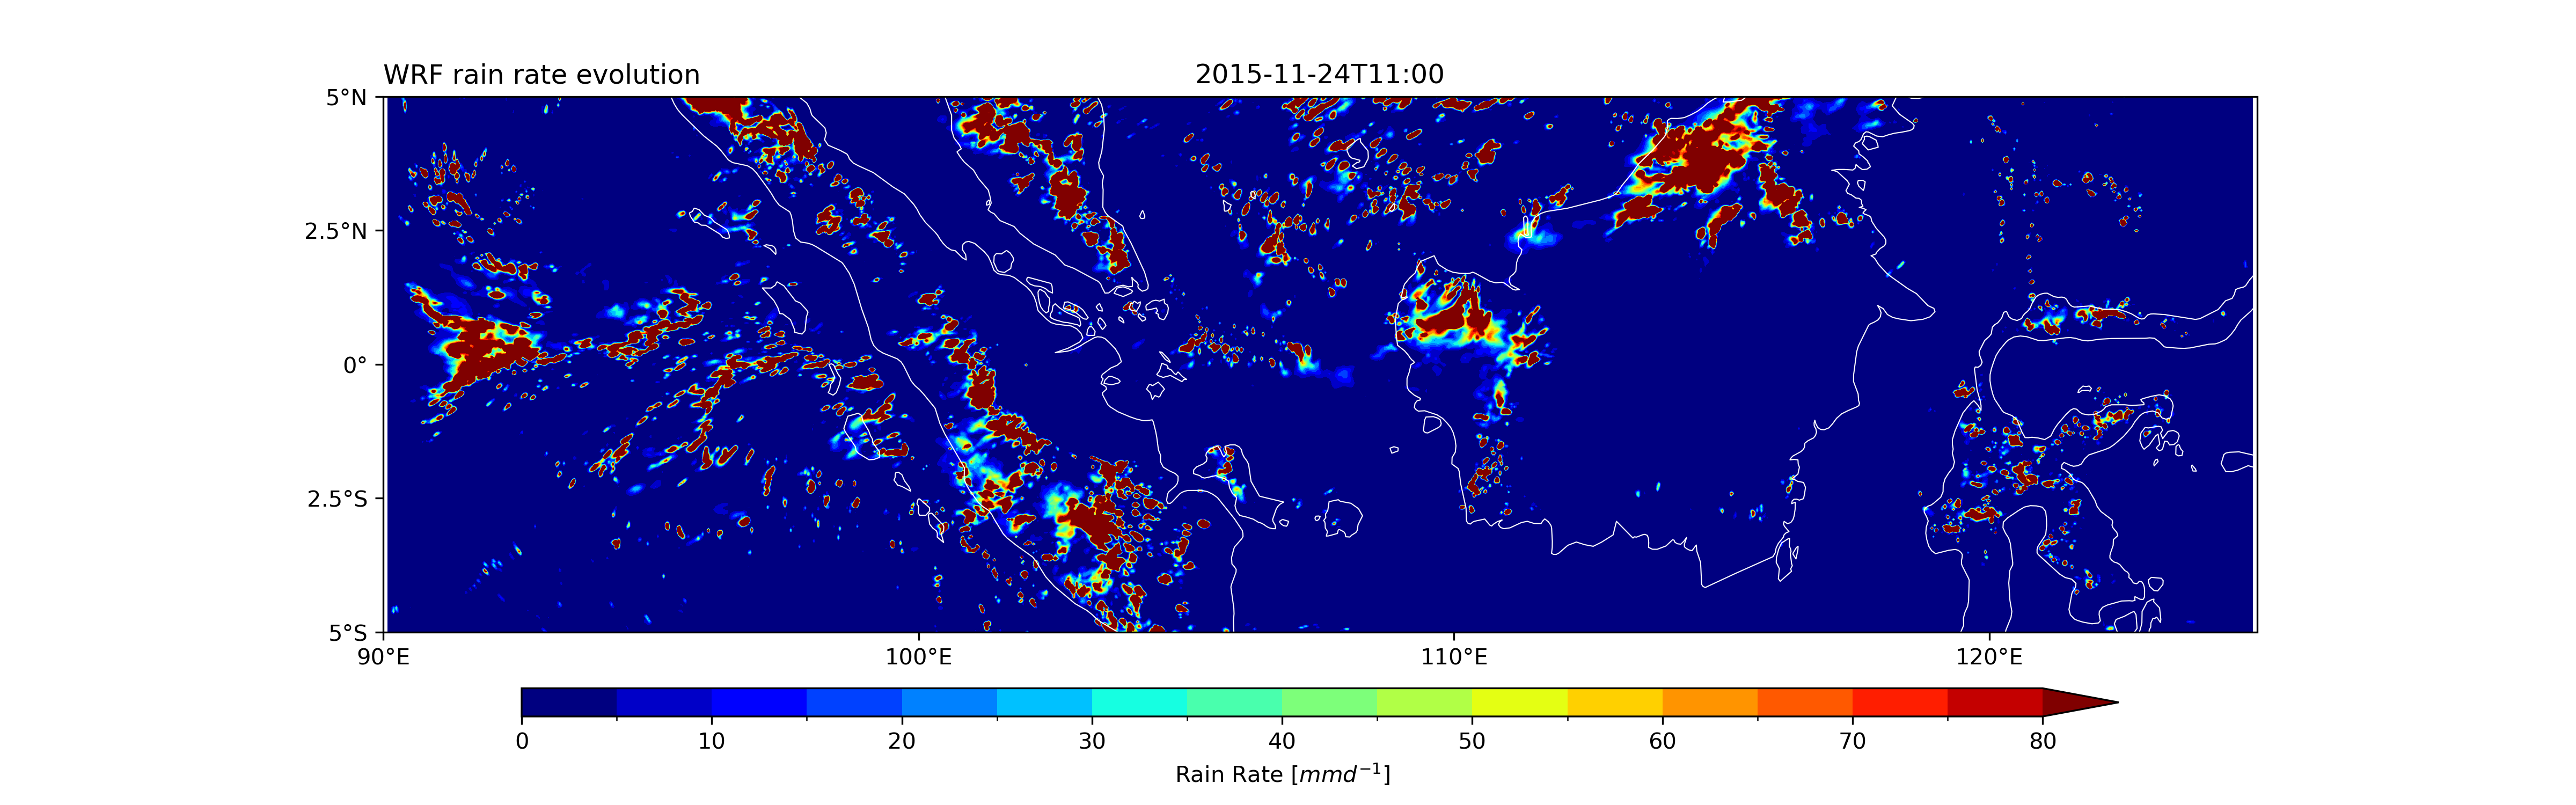 WRF rain rate evolution
2015-11-24T11:00
5°N
2.5°N
0°
2.5°S
5°S
90°E 100°E 110°E 120°E
0 10 20 30 40 50 60 70 80
Rain Rate [mmd⁻¹]